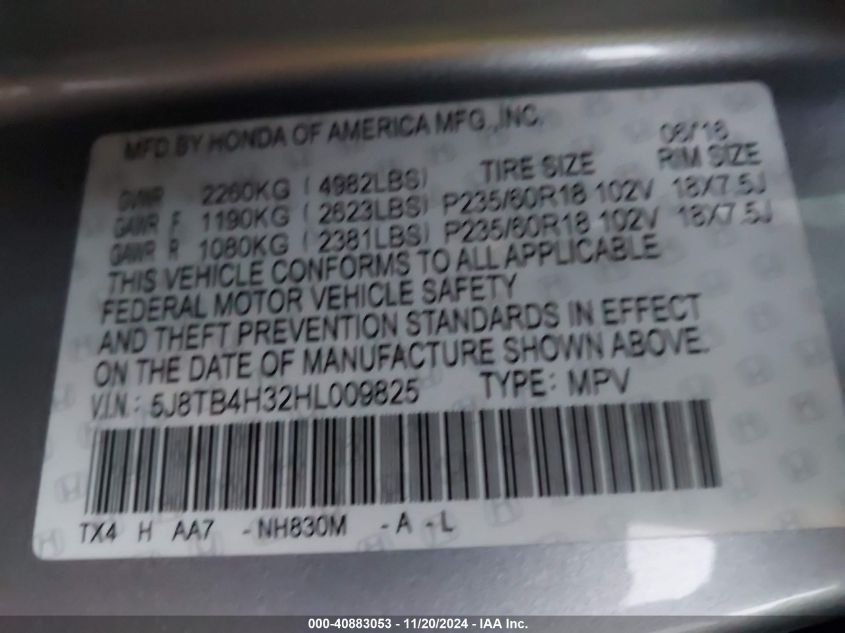 MFD BY HONDA OF AMERICA MFG., INC. 08/16
TIRE SIZE RIM SIZE
GVWR 2260KG ( 4982LBS)
GAWR F 1190KG ( 2623LBS) P235/60R18 102V 18X7.5J
GAWR R 1080KG ( 2381LBS) P235/60R18 102V 18X7.5J
THIS VEHICLE CONFORMS TO ALL APPLICABLE
FEDERAL MOTOR VEHICLE SAFETY
AND THEFT PREVENTION STANDARDS IN EFFECT
ON THE DATE OF MANUFACTURE SHOWN ABOVE.
V.I.N.: 5J8TB4H32HL009825 TYPE: MPV
TX4 H AA7 -NH830M -A -L
000-40883053 - 11/20/2024 - IAA Inc.